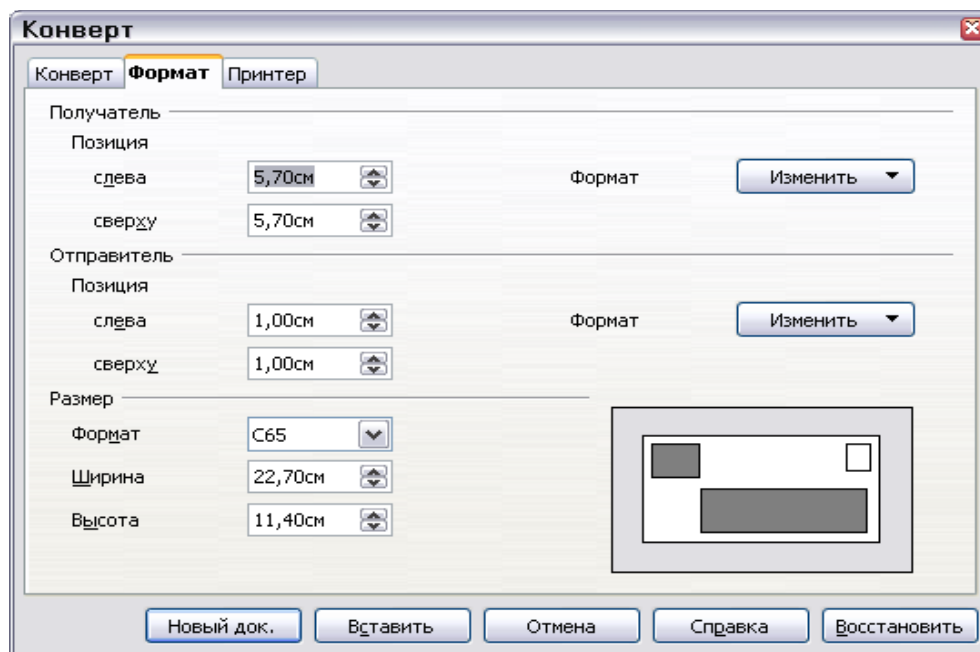 Конверт
Конверт Формат Принтер
Получатель
Позиция
слева 5,70см Формат Изменить
сверху 5,70см
Отправитель
Позиция
слева 1,00см Формат Изменить
сверху 1,00см
Размер
Формат C65
Ширина 22,70см
Высота 11,40см
Новый док. Вставить Отмена Справка Восстановить